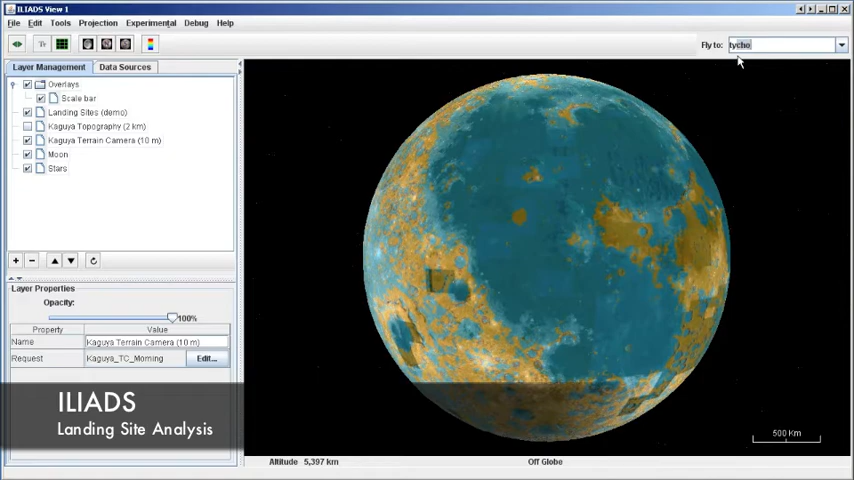 ILIADS View 1
File Edit Tools Projection Experimental Debug Help
Tr
Fly to: tycho
Layer Management Data Sources
Overlays
Scale bar
Landing Sites (demo)
Kaguya Topography (2 km)
Kaguya Terrain Camera (10 m)
Moon
Stars
Layer Properties
Opacity:
100%
Property Value
Name Kaguya Terrain Camera (10 m)
Request Kaguya_TC_Morning Edit...
ILIADS
Landing Site Analysis
500 Km
Altitude 5,397 km Off Globe